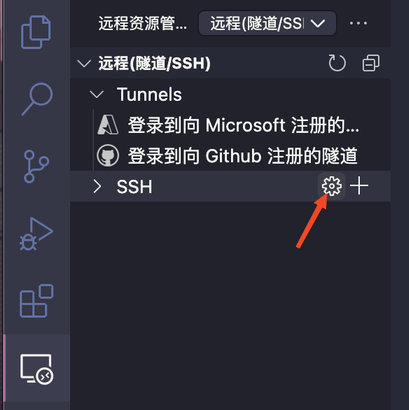 远程资源管... 远程(隧道/SSH
远程(隧道/SSH)
Tunnels
登录到向 Microsoft 注册的...
登录到向 Github 注册的隧道
SSH